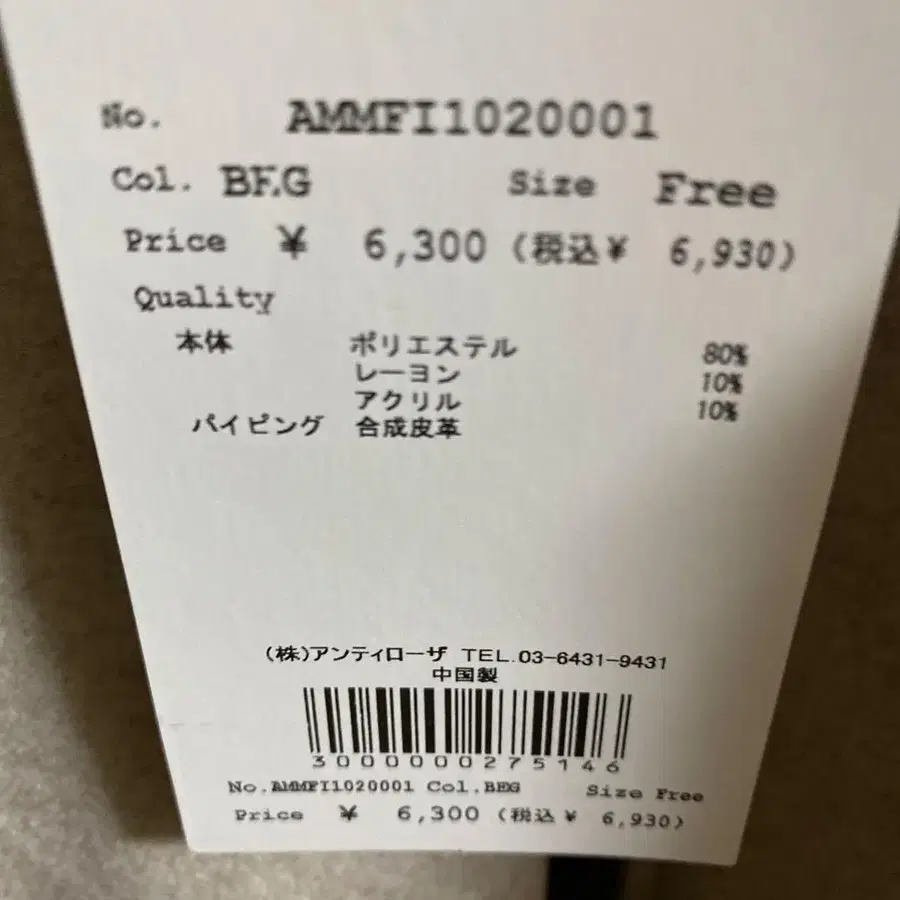 No. AMMFI1020001
Col. BEG Size Free
Price ¥ 6,300 (税込¥ 6,930)
Quality
本体 ポリエステル 80%
レーヨン 10%
アクリル 10%
パイピング 合成皮革
(株)アンティローザ TEL.03-6431-9431
中国製
3000000275146
No.AMMFI1020001 Col.BEG Size Free
Price ¥ 6,300 (税込¥ 6,930)